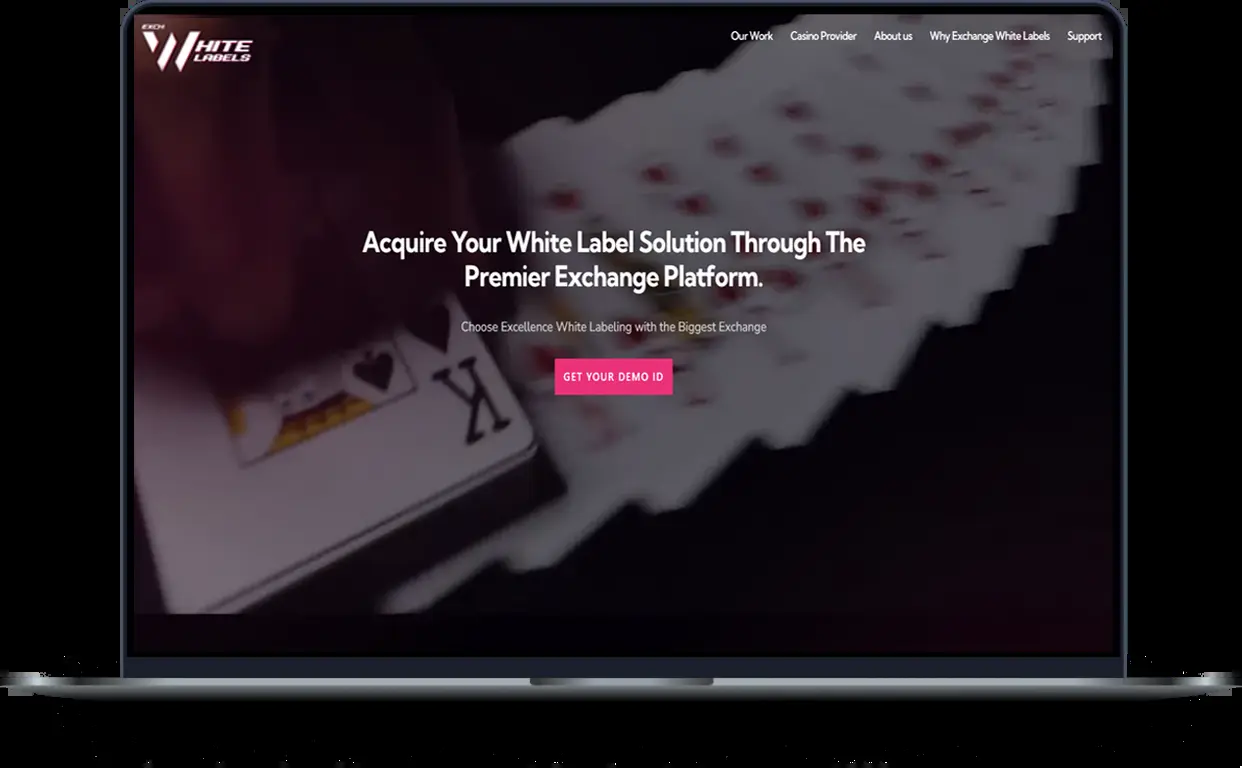 EXCH
WHITE
LABELS
Our Work Casino Provider About us Why Exchange White Labels Support
Acquire Your White Label Solution Through The
Premier Exchange Platform.
Choose Excellence White Labeling with the Biggest Exchange
GET YOUR DEMO ID
K